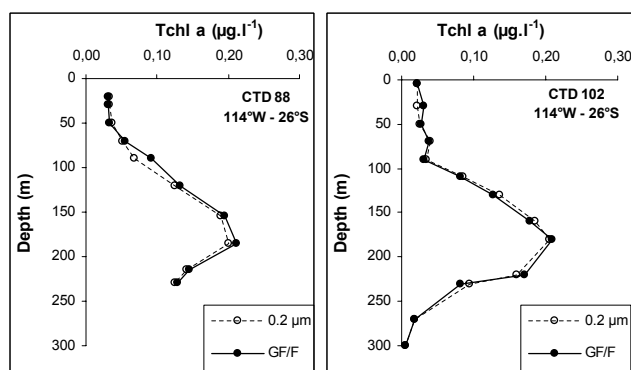 Tchl a (µg.l⁻¹)
0,00 0,10 0,20 0,30
0
50
100
150
200
250
300
Depth (m)
CTD 88
114°W - 26°S
0.2 µm
GF/F
Tchl a (µg.l⁻¹)
0,00 0,10 0,20 0,30
0
50
100
150
200
250
300
Depth (m)
CTD 102
114°W - 26°S
0.2 µm
GF/F